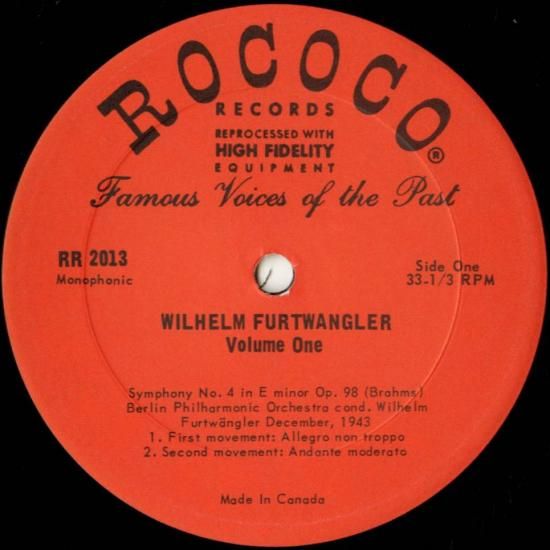 ROCOCO
RECORDS
REPROCESSED WITH
HIGH FIDELITY
EQUIPMENT
®
Famous Voices of the Past
RR 2013
Monophonic
Side One
33-1/3 RPM
WILHELM FURTWANGLER
Volume One
Symphony No. 4 in E minor Op. 98 (Brahms)
Berlin Philharmonic Orchestra cond. Wilhelm
Furtwängler December, 1943
1. First movement: Allegro non troppo
2. Second movement: Andante moderato
Made In Canada